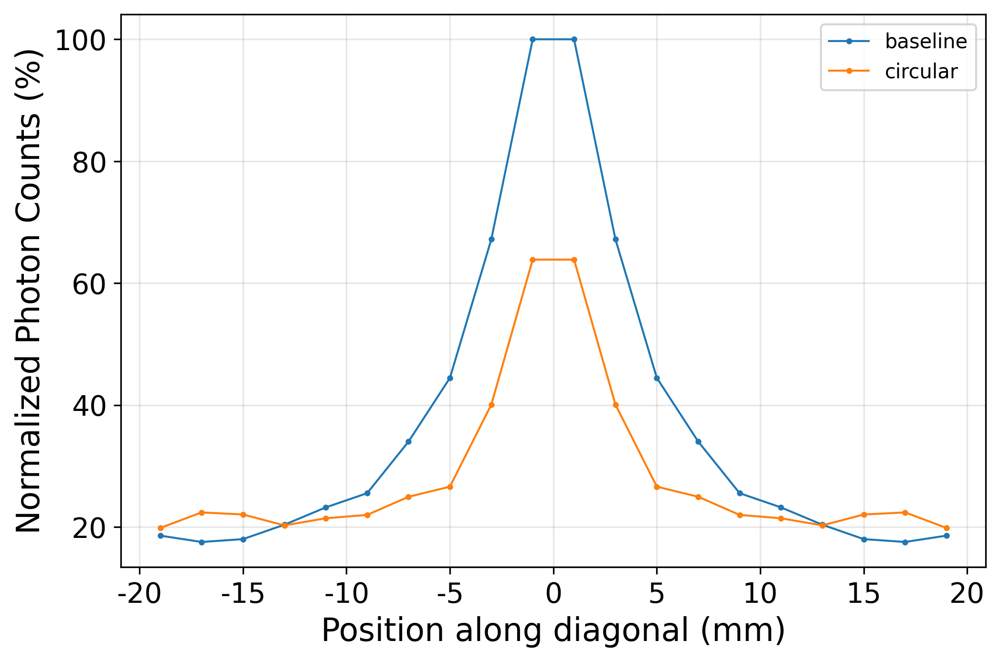 Normalized Photon Counts (%)
100
80
60
40
20
baseline
circular
-20 -15 -10 -5 0 5 10 15 20
Position along diagonal (mm)